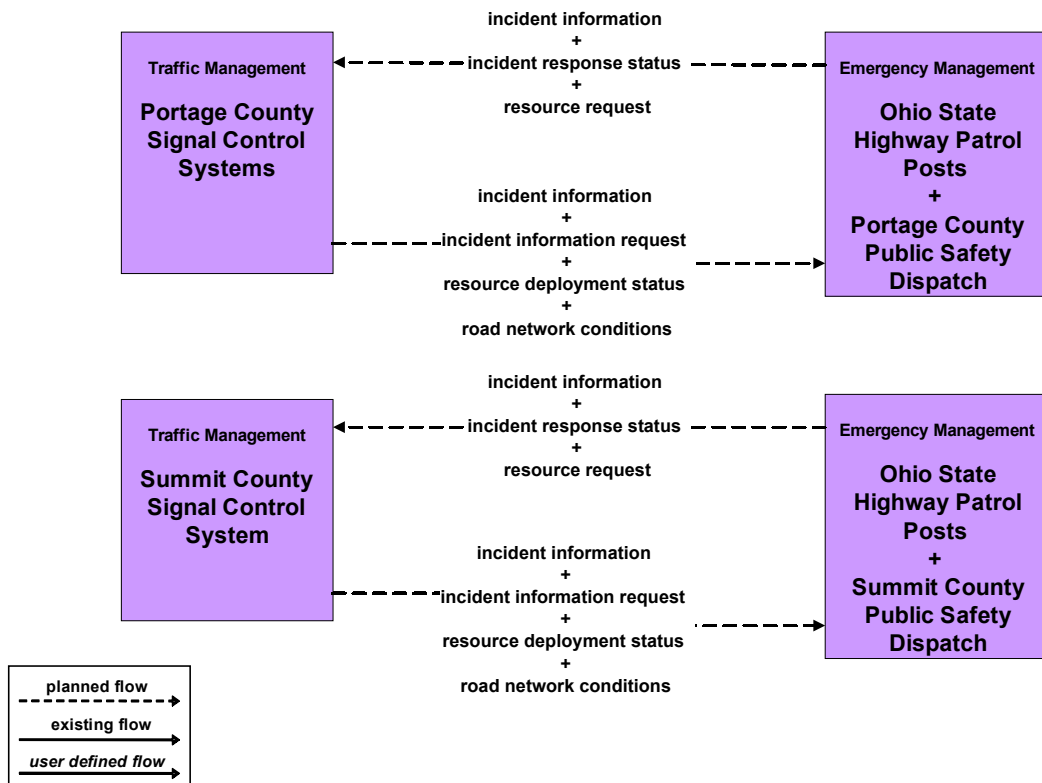 Traffic Management
Portage County
Signal Control
Systems
incident information
+
incident response status
+
resource request
Emergency Management
Ohio State
Highway Patrol
Posts
+
Portage County
Public Safety
Dispatch
incident information
+
incident information request
+
resource deployment status
+
road network conditions
Traffic Management
Summit County
Signal Control
System
incident information
+
incident response status
+
resource request
Emergency Management
Ohio State
Highway Patrol
Posts
+
Summit County
Public Safety
Dispatch
incident information
+
incident information request
+
resource deployment status
+
road network conditions
planned flow
existing flow
user defined flow